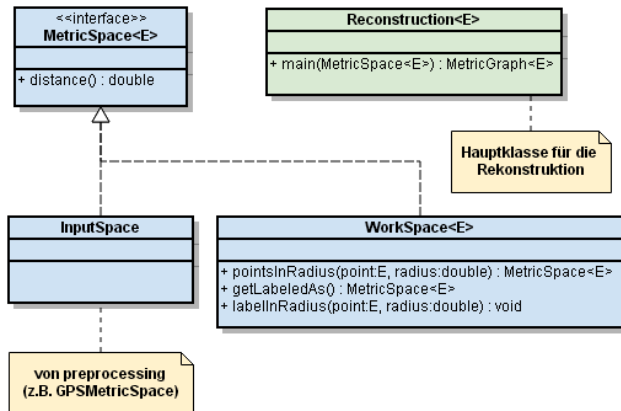 <<interface>>
MetricSpace<E>
+ distance() : double
Reconstruction<E>
+ main(MetricSpace<E>) : MetricGraph<E>
Hauptklasse für die
Rekonstruktion
InputSpace
WorkSpace<E>
+ pointsInRadius(point:E, radius:double) : MetricSpace<E>
+ getLabeledAs() : MetricSpace<E>
+ labelInRadius(point:E, radius:double) : void
von preprocessing
(z.B. GPSMetricSpace)